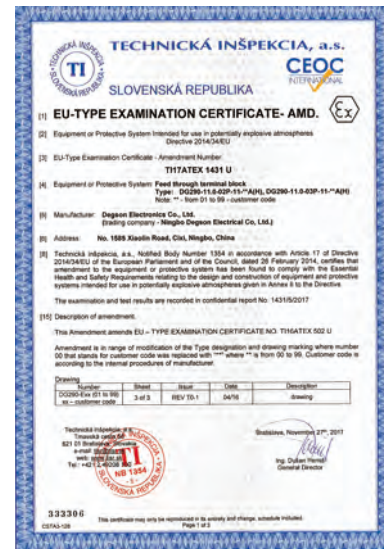 TECHNICKÁ INŠPEKCIA, a.s.
TI
CEOC
INTERNATIONAL
SLOVENSKÁ REPUBLIKA
[1] EU-TYPE EXAMINATION CERTIFICATE- AMD.
[2] Equipment or Protective System Intended for use in potentially explosive atmospheres
Directive 2014/34/EU
[3] EU-Type Examination Certificate - Amendment Number:
TI17ATEX 1431 U
[4] Equipment or Protective System: Feed through terminal block
Type: DG290-11.0-02P-11-**A(H), DG290-11.0-03P-11-**A(H)
Note: ** - from 01 to 99 - customer code
Manufacturer: Degson Electronics Co., Ltd.
(trading company - Ningbo Degson Electrical Co, Ltd.)
Address: No. 1585 Xiaolin Road, Cixi, Ningbo, China
Technická inšpekcia, a.s., Notified Body Number 1354 in accordance with Article 17 of Directive
2014/34/EU of the European Parliament and of the Council, dated 26 February 2014, certifies that
amendment to the equipment or protective system has been found to comply with the Essential
Health and Safety Requirements relating to the design and construction of equipment and protective
systems intended for use in potentially explosive atmospheres given in Annex II to the Directive.
The examination and test results are recorded in confidential report No. 1431/5/2017
[15] Description of amendment.
This Amendment amends EU – TYPE EXAMINATION CERTIFICATE NO. TI16ATEX 502 U
Amendment is in range of modification of the Type designation and drawing marking where number
00 that stands for customer code was replaced with "**" where ** is from 00 to 99. Customer code is
according to the internal procedures of manufacturer.
Drawing
Number Sheet Issue Date Description
DG290-Exx (01 to 99) 3 of 3 REV T0-1 04/16 drawing
xx – customer code
Technická inšpekcia, a.s.
Trnavská cesta
821 01 Bratislava
NB 1354
Bratislava, November 27th, 2017
Ing. Dušan
General Director
333306
This certificate may only be reproduced in its entirety and change, schedule included.
Page 1 of 2